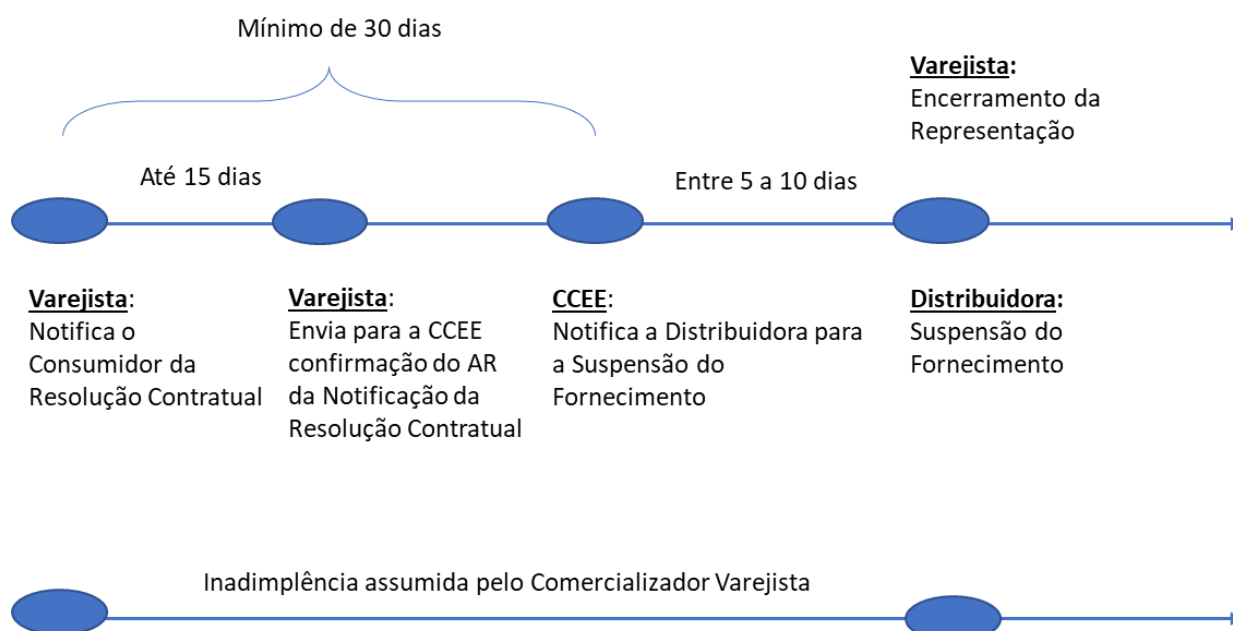 Mínimo de 30 dias
Varejista:
Encerramento da
Representação
Até 15 dias
Entre 5 a 10 dias
Varejista:
Notifica o
Consumidor da
Resolução Contratual
Varejista:
Envia para a CCEE
confirmação do AR
da Notificação da
Resolução Contratual
CCEE:
Notifica a Distribuidora para
a Suspensão do
Fornecimento
Distribuidora:
Suspensão do
Fornecimento
Inadimplência assumida pelo Comercializador Varejista